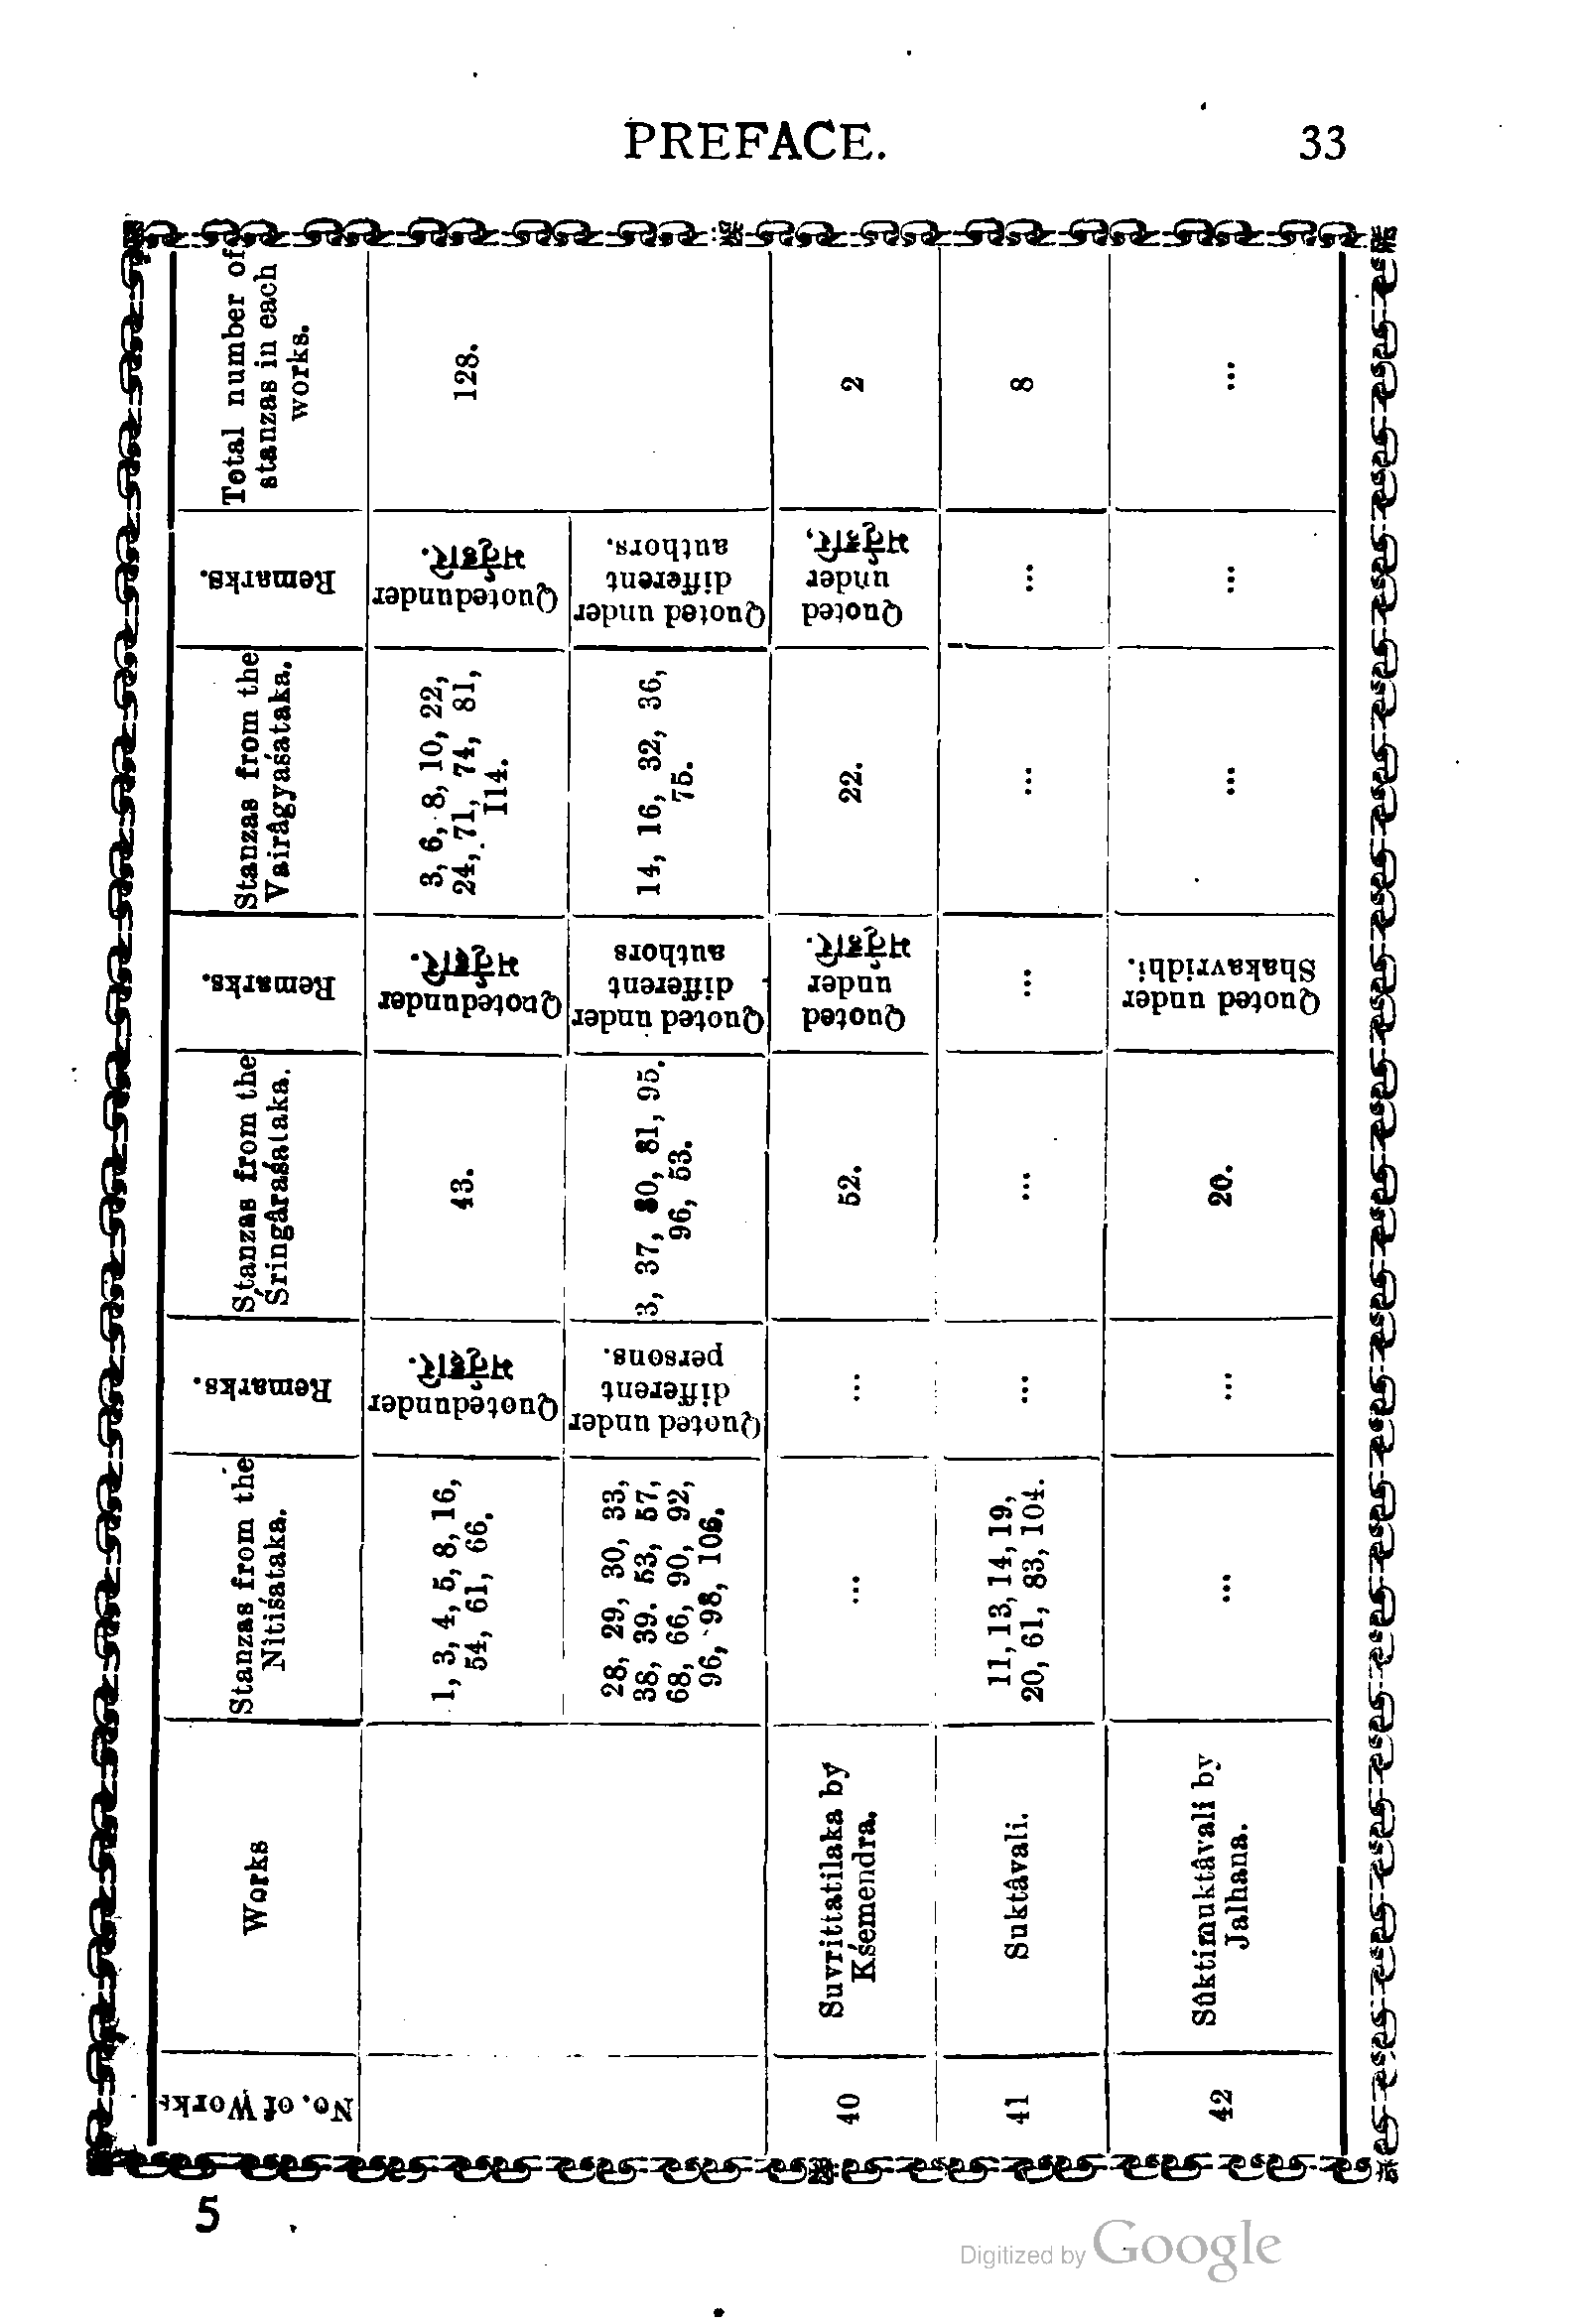 PREFACE. 33
No. of Works
Works
Stanzas from the
Nîtiśataka.
Remarks.
Stanzas from the
Śringâraśataka.
Remarks.
Stanzas from the
Vairâgyaśataka.
Remarks.
Total number of
stanzas in each
works.
1, 3, 4, 5, 8, 16,
54, 61, 66.
Quotedunder
भर्तृहरि.
43.
Quotedunder
भर्तृहरि.
3, 6, 8, 10, 22,
24, 71, 74, 81,
114.
Quotedunder
भर्तृहरि.
128.
28, 29, 30, 33,
38, 39. 53, 57,
68, 66, 90, 92,
96, 98, 106.
Quoted under
different
persons.
3, 37, 80, 81, 95.
96, 53.
Quoted under
different
authors
14, 16, 32, 36,
75.
Quoted under
different
authors.
40
Suvrittatilaka by
Kśemendra.
...
...
52.
Quoted
under
भर्तृहरि.
22.
Quoted
under
भर्तृहरि,
2
41
Suktâvali.
11, 13, 14, 19,
20, 61, 83, 104.
...
...
...
...
...
8
42
Sûktimuktâvali by
Jalhana.
...
...
20.
Quoted under
Shakavridhi.
...
...
...
5
Digitized by Google